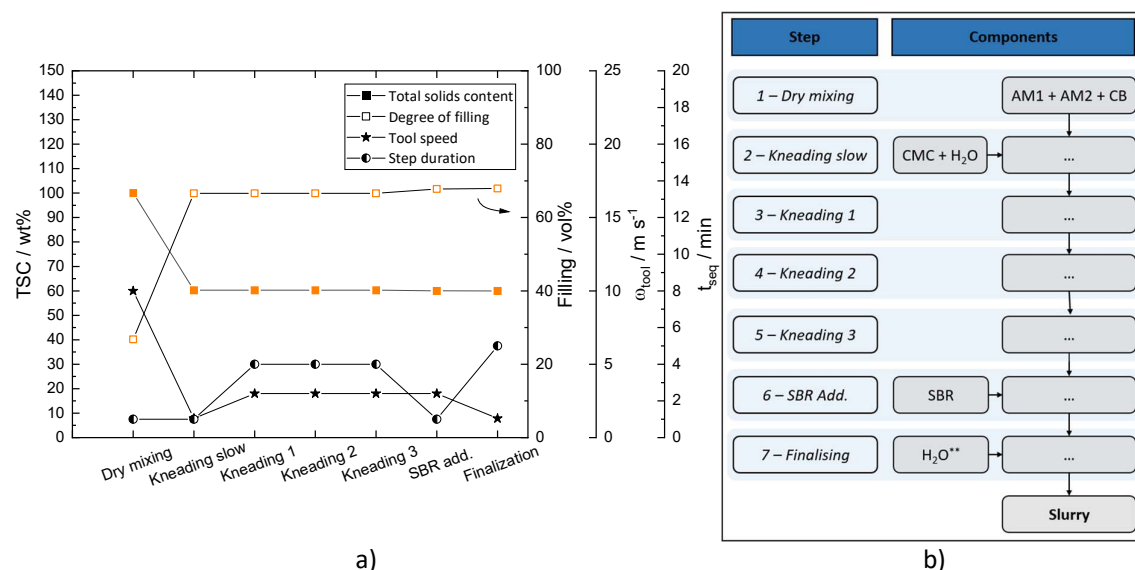 150
140
130
120
110
100
90
80
70
60
50
40
30
20
10
0
TSC / wt%
Total solids content
Degree of filling
Tool speed
Step duration
100
80
60
40
20
0
Filling / vol%
25
20
15
10
5
0
ω_tool / m s⁻¹
20
18
16
14
12
10
8
6
4
2
0
t_seq / min
Dry mixing
Kneading slow
Kneading 1
Kneading 2
Kneading 3
SBR add.
Finalization
a)
Step Components
1 – Dry mixing AM1 + AM2 + CB
2 – Kneading slow CMC + H₂O ...
3 – Kneading 1 ...
4 – Kneading 2 ...
5 – Kneading 3 ...
6 – SBR Add. SBR ...
7 – Finalising H₂O** ...
Slurry
b)